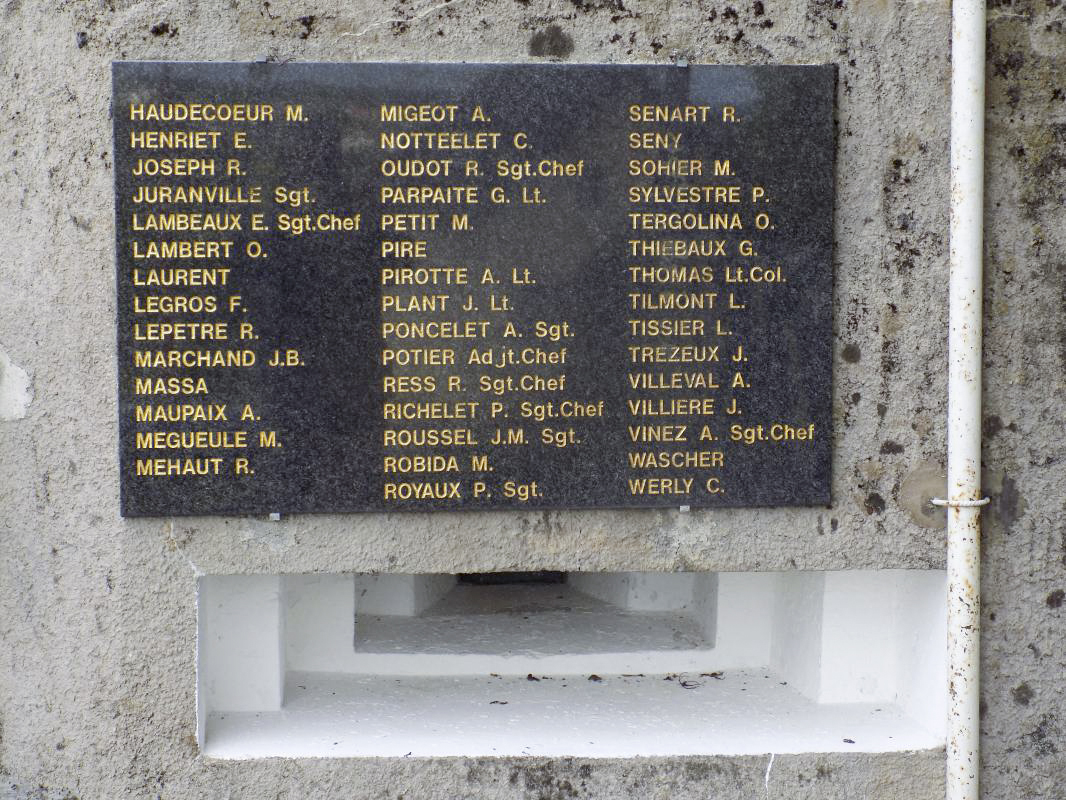 HAUDECOEUR M.
HENRIET E.
JOSEPH R.
JURANVILLE Sgt.
LAMBEAUX E. Sgt.Chef
LAMBERT O.
LAURENT
LEGROS F.
LEPETRE R.
MARCHAND J.B.
MASSA
MAUPAIX A.
MEGUEULE M.
MEHAUT R.
MIGEOT A.
NOTTEELET C.
OUDOT R. Sgt.Chef
PARPAITE G. Lt.
PETIT M.
PIRE
PIROTTE A. Lt.
PLANT J. Lt.
PONCELET A. Sgt.
POTIER Adjt.Chef
RESS R. Sgt.Chef
RICHELET P. Sgt.Chef
ROUSSEL J.M. Sgt.
ROBIDA M.
ROYAUX P. Sgt.
SENART R.
SENY
SOHIER M.
SYLVESTRE P.
TERGOLINA O.
THIEBAUX G.
THOMAS Lt.Col.
TILMONT L.
TISSIER L.
TREZEUX J.
VILLEVAL A.
VILLIERE J.
VINEZ A. Sgt.Chef
WASCHER
WERLY C.